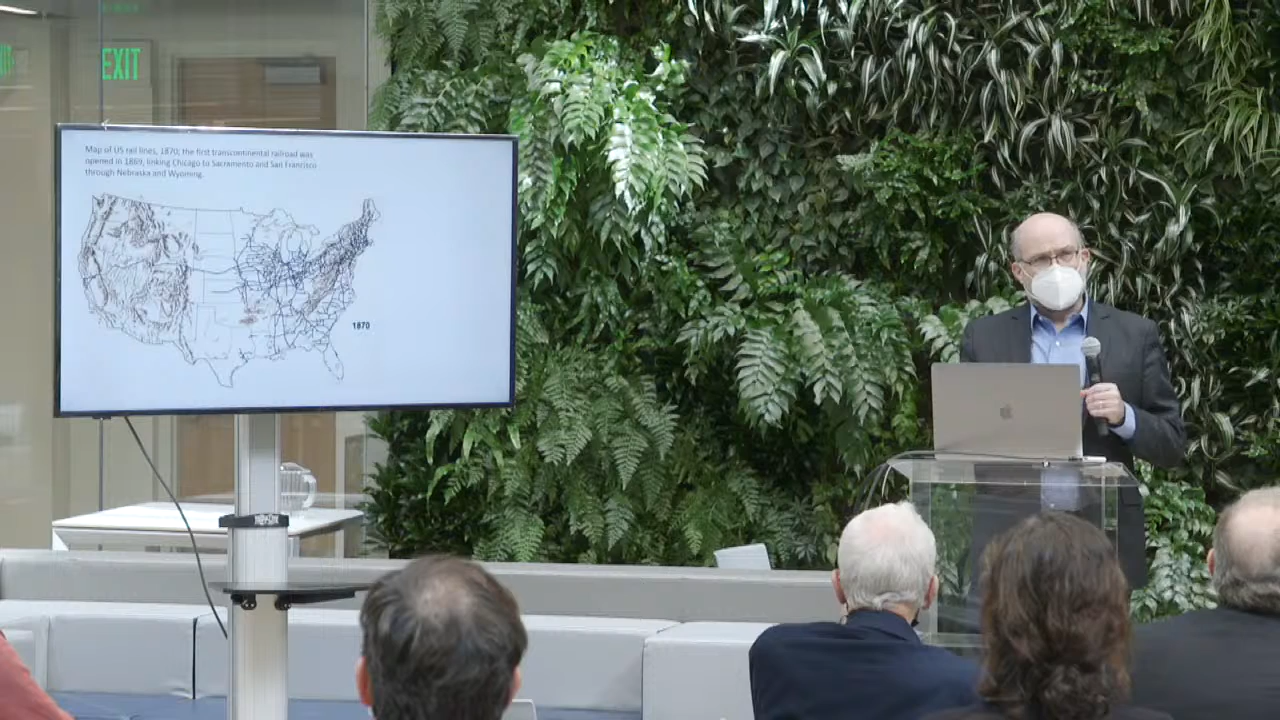 EXIT
Map of US rail lines, 1870; the first transcontinental railroad was
opened in 1869, linking Chicago to Sacramento and San Francisco
through Nebraska and Wyoming.
1870